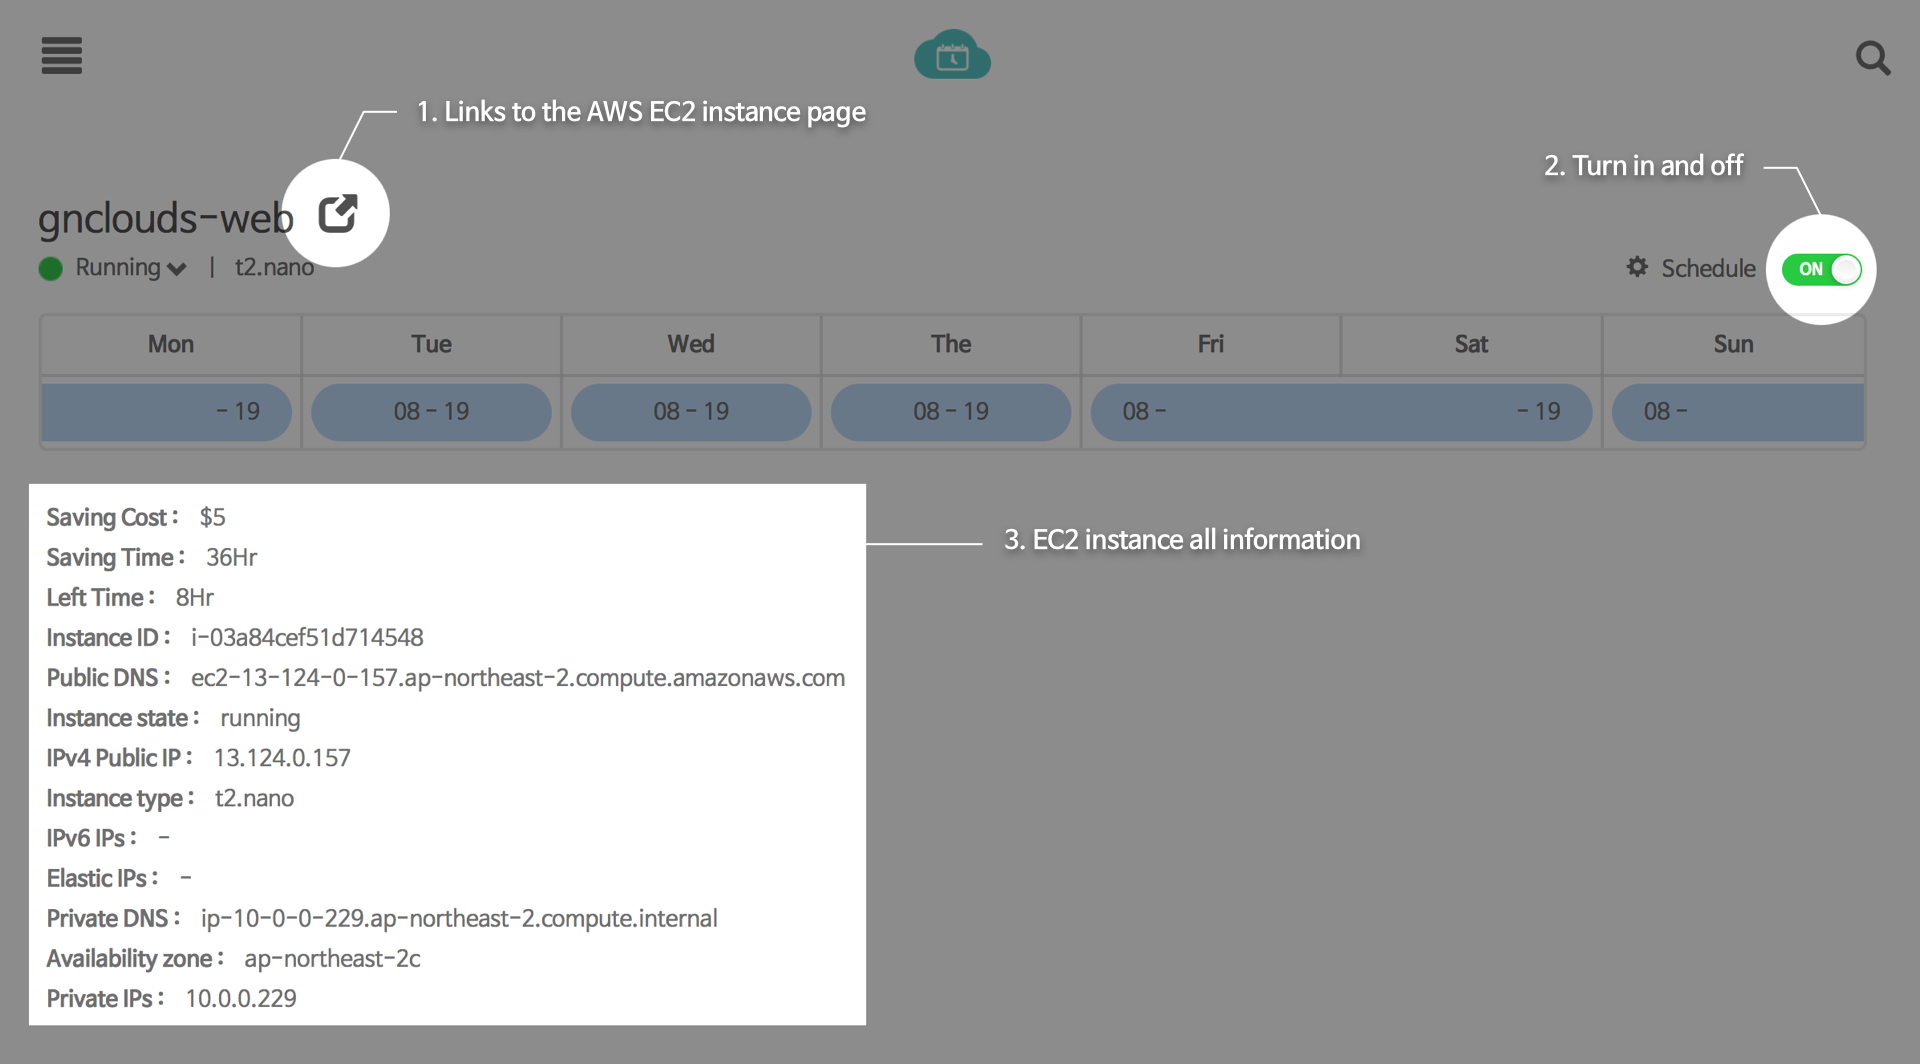 1. Links to the AWS EC2 instance page
2. Turn in and off
gnclouds-web
Running | t2.nano
Schedule ON
Mon Tue Wed The Fri Sat Sun
- 19 08 - 19 08 - 19 08 - 19 08 - - 19 08 -
Saving Cost : $5
3. EC2 instance all information
Saving Time : 36Hr
Left Time : 8Hr
Instance ID : i-03a84cef51d714548
Public DNS : ec2-13-124-0-157.ap-northeast-2.compute.amazonaws.com
Instance state : running
IPv4 Public IP : 13.124.0.157
Instance type : t2.nano
IPv6 IPs : -
Elastic IPs : -
Private DNS : ip-10-0-0-229.ap-northeast-2.compute.internal
Availability zone : ap-northeast-2c
Private IPs : 10.0.0.229